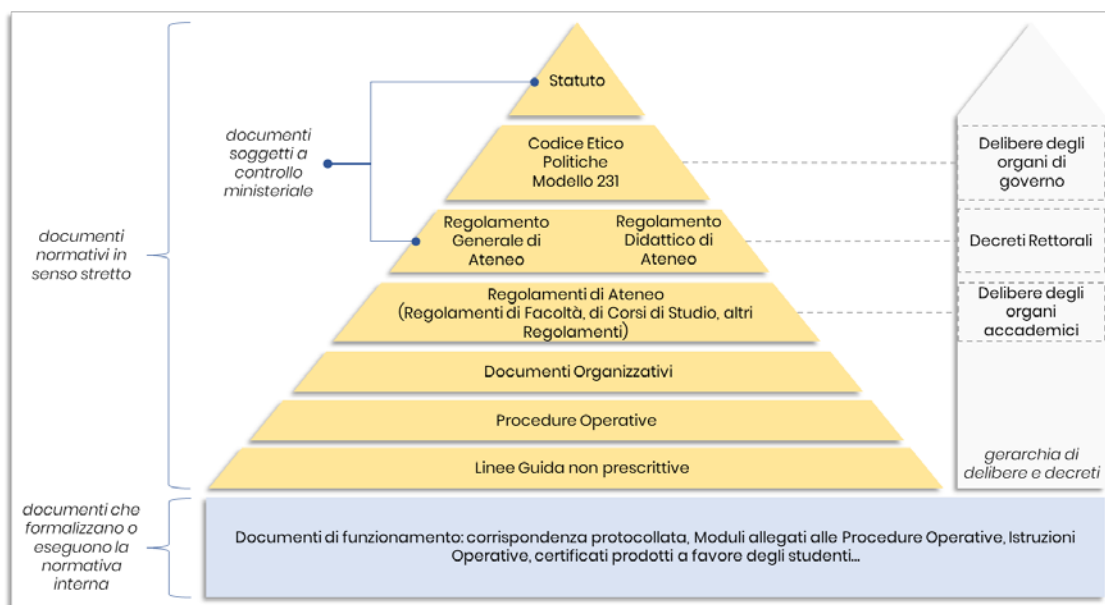 Statuto
documenti
soggetti a
controllo
ministeriale
Codice Etico
Politiche
Modello 231
Delibere degli
organi di
governo
documenti
normativi in
senso stretto
Regolamento
Generale di
Ateneo
Regolamento
Didattico di
Ateneo
Decreti Rettorali
Regolamenti di Ateneo
(Regolamenti di Facoltà, di Corsi di Studio, altri
Regolamenti)
Delibere degli
organi
accademici
Documenti Organizzativi
Procedure Operative
Linee Guida non prescrittive
gerarchia di
delibere e decreti
documenti che
formalizzano o
eseguono la
normativa
interna
Documenti di funzionamento: corrispondenza protocollata, Moduli allegati alle Procedure Operative, Istruzioni
Operative, certificati prodotti a favore degli studenti...